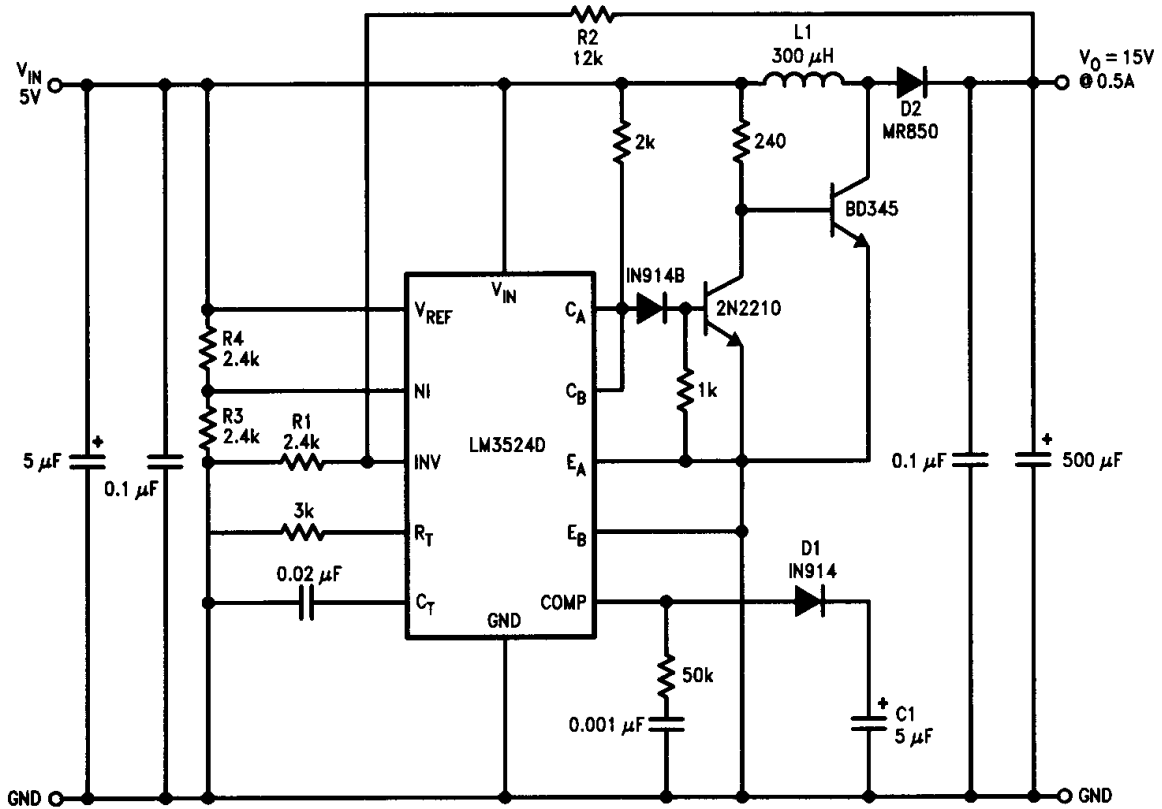 R2
12k
L1
300 µH
V_IN
5V
V_O = 15V
@ 0.5A
D2
MR850
2k
240
BD345
IN914B
2N2210
V_IN
V_REF
C_A
R4
2.4k
NI
C_B
1k
R3
2.4k
R1
2.4k
LM3524D
5 µF
+
0.1 µF
INV
E_A
0.1 µF
+
500 µF
3k
R_T
E_B
D1
IN914
0.02 µF
C_T
COMP
GND
50k
0.001 µF
+
C1
5 µF
GND
GND